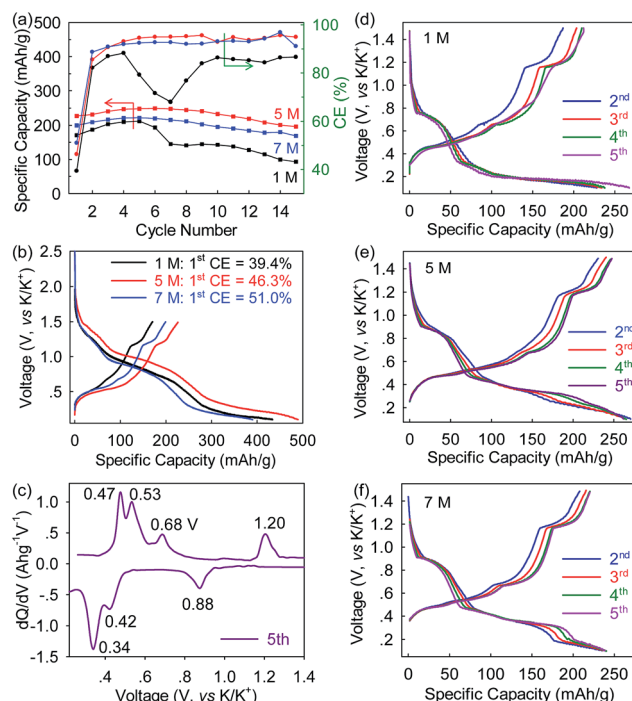 (a)
500
400
300
200
100
0
Specific Capacity (mAh/g)
100
80
60
40
CE (%)
5 M
7 M
1 M
2 4 6 8 10 12 14
Cycle Number
(b)
2.5
2.0
1.5
1.0
.5
Voltage (V, vs K/K⁺)
1 M: 1ˢᵗ CE = 39.4%
5 M: 1ˢᵗ CE = 46.3%
7 M: 1ˢᵗ CE = 51.0%
0 100 200 300 400 500
Specific Capacity (mAh/g)
(c)
1.0
.5
0.0
-.5
-1.0
-1.5
dQ/dV (Ahg⁻¹V⁻¹)
0.47 0.53
0.68 V
1.20
0.88
0.42
0.34
5th
.4 .6 .8 1.0 1.2 1.4
Voltage (V, vs K/K⁺)
(d)
1 M
1.6
1.4
1.2
1.0
.8
.6
.4
.2
Voltage (V, vs K/K⁺)
2ⁿᵈ
3ʳᵈ
4ᵗʰ
5ᵗʰ
0 50 100 150 200 250
Specific Capacity (mAh/g)
(e)
5 M
1.6
1.4
1.2
1.0
.8
.6
.4
.2
Voltage (V, vs K/K⁺)
2ⁿᵈ
3ʳᵈ
4ᵗʰ
5ᵗʰ
0 50 100 150 200 250
Specific Capacity (mAh/g)
(f)
7 M
1.6
1.4
1.2
1.0
.8
.6
.4
.2
Voltage (V, vs K/K⁺)
2ⁿᵈ
3ʳᵈ
4ᵗʰ
5ᵗʰ
0 50 100 150 200 250
Specific Capacity (mAh/g)